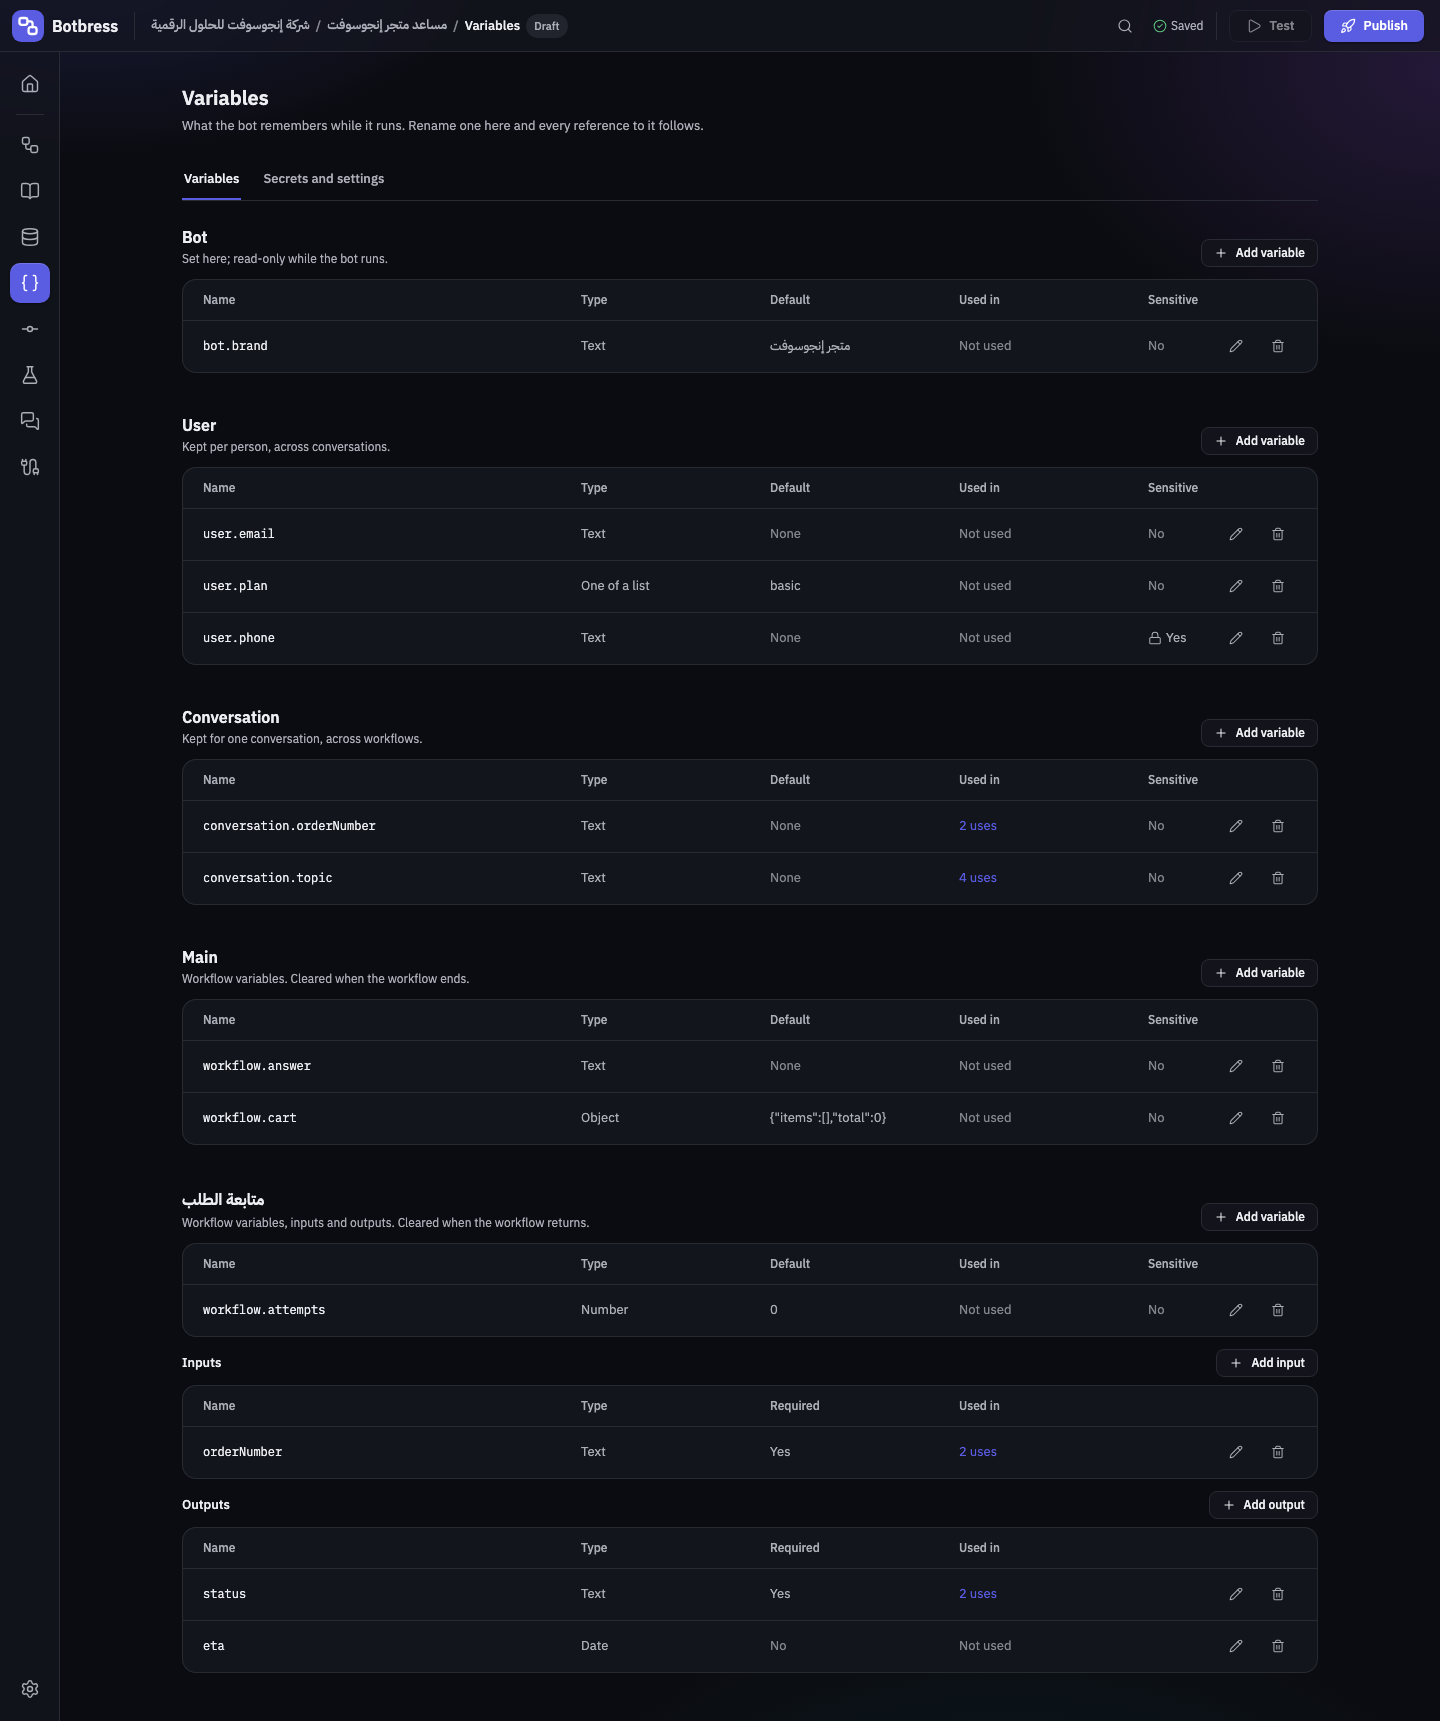 Botbress
شركة إنجوسوفت للحلول الرقمية / مساعد متجر إنجوسوفت / Variables Draft
Saved
Test
Publish
Variables
What the bot remembers while it runs. Rename one here and every reference to it follows.
Variables Secrets and settings
Bot
Set here; read-only while the bot runs.
Add variable
Name Type Default Used in Sensitive
bot.brand Text متجر إنجوسوفت Not used No
User
Kept per person, across conversations.
Add variable
Name Type Default Used in Sensitive
user.email Text None Not used No
user.plan One of a list basic Not used No
user.phone Text None Not used Yes
Conversation
Kept for one conversation, across workflows.
Add variable
Name Type Default Used in Sensitive
conversation.orderNumber Text None 2 uses No
conversation.topic Text None 4 uses No
Main
Workflow variables. Cleared when the workflow ends.
Add variable
Name Type Default Used in Sensitive
workflow.answer Text None Not used No
workflow.cart Object {"items":[],"total":0} Not used No
متابعة الطلب
Workflow variables, inputs and outputs. Cleared when the workflow returns.
Add variable
Name Type Default Used in Sensitive
workflow.attempts Number 0 Not used No
Inputs
Add input
Name Type Required Used in
orderNumber Text Yes 2 uses
Outputs
Add output
Name Type Required Used in
status Text Yes 2 uses
eta Date No Not used